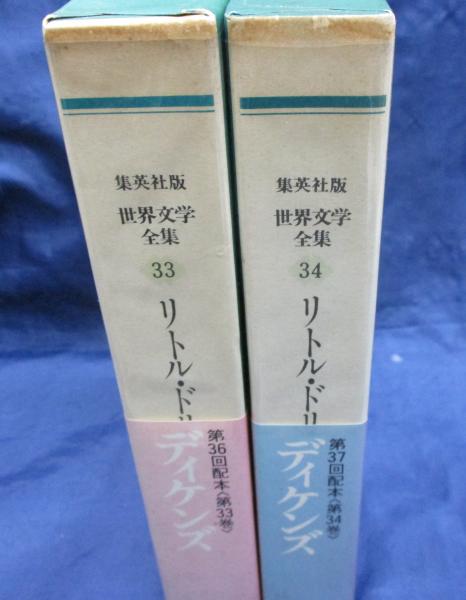 集英社版
世界文学
全集
33
リトル・ドリ
第36回配本〈第33巻〉
ディケンズ
集英社版
世界文学
全集
34
リトル・ドリ
第37回配本〈第34巻〉
ディケンズ